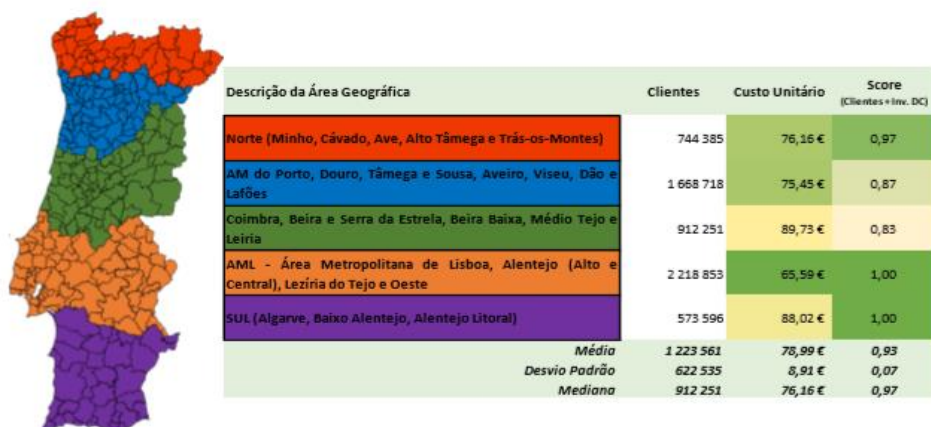 Descrição da Área Geográfica Clientes Custo Unitário Score
(Clientes + Inv. DC)
Norte (Minho, Cávado, Ave, Alto Tâmega e Trás-os-Montes) 744 385 76,16 € 0,97
AM do Porto, Douro, Tâmega e Sousa, Aveiro, Viseu, Dão e
Lafões 1 668 718 75,45 € 0,87
Coimbra, Beira e Serra da Estrela, Beira Baixa, Médio Tejo e
Leiria 912 251 89,73 € 0,83
AML - Área Metropolitana de Lisboa, Alentejo (Alto e
Central), Lezíria do Tejo e Oeste 2 218 853 65,59 € 1,00
SUL (Algarve, Baixo Alentejo, Alentejo Litoral) 573 596 88,02 € 1,00
Média 1 223 561 78,99 € 0,93
Desvio Padrão 622 535 8,91 € 0,07
Mediana 912 251 76,16 € 0,97